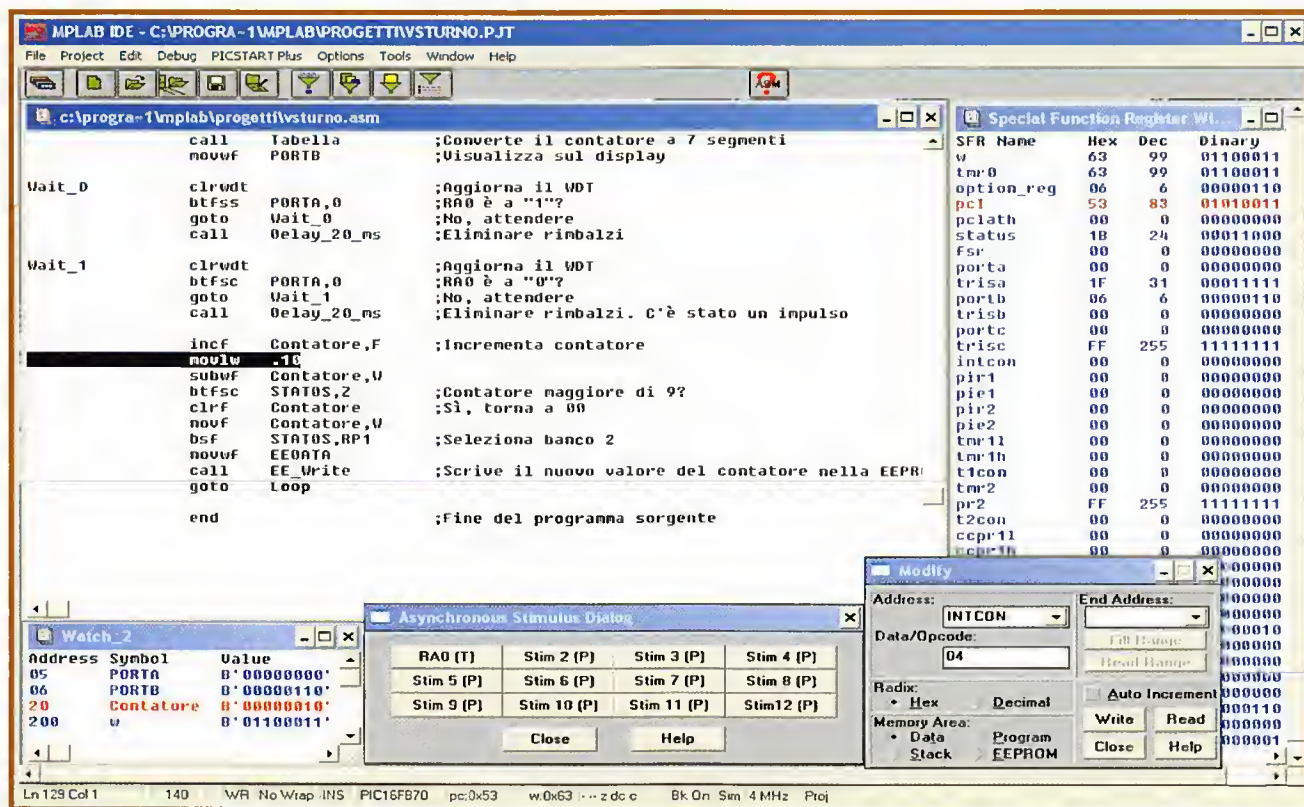 MPLAB IDE - C:\PROGRA~1\MPLAB\PROGETTI\VSTURNO.PJT
File Project Edit Debug PICSTART Plus Options Tools Window Help
c:\progra~1\mplab\progetti\vsturno.asm
call Tabella ;Converte il contatore a 7 segmenti
movwf PORTB ;Visualizza sul display
Wait_0 clrwdt ;Aggiorna il WDT
btfss PORTA,0 ;RA0 è a "1"?
goto Wait_0 ;No, attendere
call Delay_20_ms ;Eliminare rimbalzi
Wait_1 clrwdt ;Aggiorna il WDT
btfsc PORTA,0 ;RA0 è a "0"?
goto Wait_1 ;No, attendere
call Delay_20_ms ;Eliminare rimbalzi. C'è stato un impulso
incf Contatore,F ;Incrementa contatore
movlw .10
subwf Contatore,W
btfsc STATOS,Z ;Contatore maggiore di 9?
clrf Contatore ;Sì, torna a 00
movf Contatore,W
bsf STATOS,RP1 ;Seleziona banco 2
movwf EEDATA
call EE_Write ;Scrive il nuovo valore del contatore nella EEPR
goto Loop
end ;Fine del programma sorgente
Special Function Register Wi...
SFR Name Hex Dec Binary
w 63 99 01100011
tmr0 63 99 01100011
option_reg 06 6 00000110
pcl 53 83 01010011
pclath 00 0 00000000
status 1B 24 00011000
fsr 00 0 00000000
porta 00 0 00000000
trisa 1F 31 00011111
portb 06 6 00000110
trisb 00 0 00000000
portc 00 0 00000000
trisc FF 255 11111111
intcon 00 0 00000000
pir1 00 0 00000000
pie1 00 0 00000000
pir2 00 0 00000000
pie2 00 0 00000000
tmr1l 00 0 00000000
tmr1h 00 0 00000000
t1con 00 0 00000000
tmr2 00 0 00000000
pr2 FF 255 11111111
t2con 00 0 00000000
ccpr1l 00 0 00000000
ccpr1h 00 0 00000000
Watch_2
Address Symbol Value
05 PORTA B'00000000'
06 PORTB B'00000110'
20 Contatore B'00000010'
200 w B'01100011'
Asynchronous Stimulus Dialog
RA0 (T) Stim 2 (P) Stim 3 (P) Stim 4 (P)
Stim 5 (P) Stim 6 (P) Stim 7 (P) Stim 8 (P)
Stim 9 (P) Stim 10 (P) Stim 11 (P) Stim12 (P)
Close Help
Modify
Address: End Address:
INTCON
Data/Opcode: Fill Range
04 Read Range
Radix: Auto Increment
Hex Decimal
Memory Area: Write Read
Data Program
Stack EEPROM Close Help
Ln 129 Col 1 140 WR No Wrap INS PIC16F870 pc:0x53 w:0x63 --- z dc c Bk On Sim 4 MHz Proj